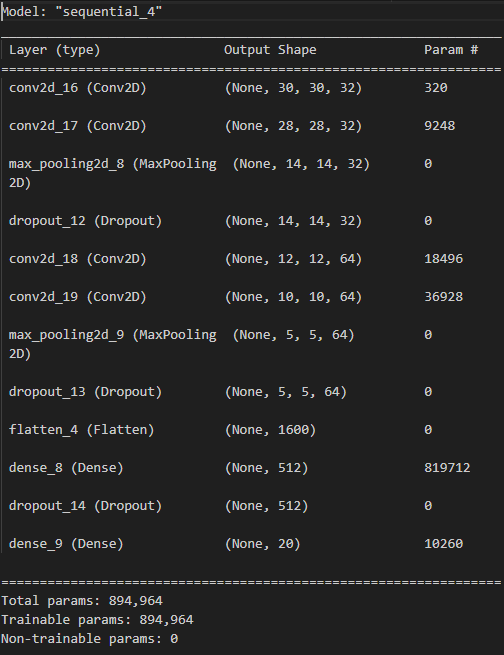 Model: "sequential_4"
_________________________________________________________________
Layer (type) Output Shape Param #
=================================================================
conv2d_16 (Conv2D) (None, 30, 30, 32) 320
conv2d_17 (Conv2D) (None, 28, 28, 32) 9248
max_pooling2d_8 (MaxPooling (None, 14, 14, 32) 0
2D)
dropout_12 (Dropout) (None, 14, 14, 32) 0
conv2d_18 (Conv2D) (None, 12, 12, 64) 18496
conv2d_19 (Conv2D) (None, 10, 10, 64) 36928
max_pooling2d_9 (MaxPooling (None, 5, 5, 64) 0
2D)
dropout_13 (Dropout) (None, 5, 5, 64) 0
flatten_4 (Flatten) (None, 1600) 0
dense_8 (Dense) (None, 512) 819712
dropout_14 (Dropout) (None, 512) 0
dense_9 (Dense) (None, 20) 10260
=================================================================
Total params: 894,964
Trainable params: 894,964
Non-trainable params: 0